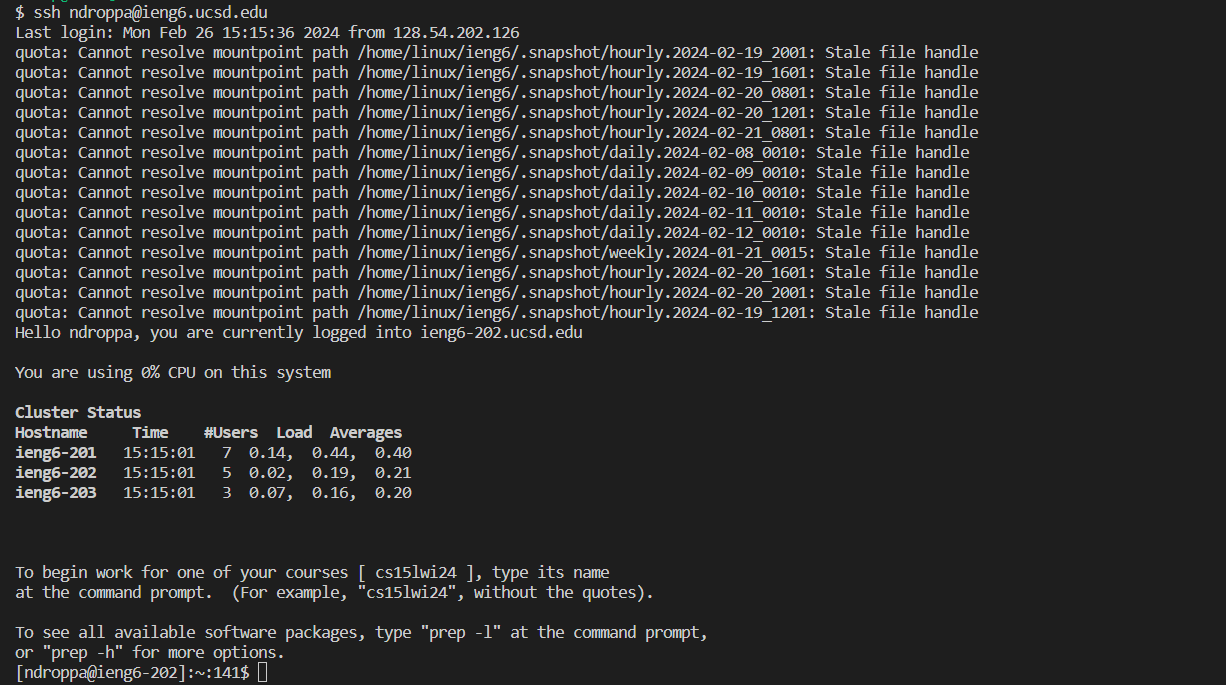 $ ssh ndroppa@ieng6.ucsd.edu
Last login: Mon Feb 26 15:15:36 2024 from 128.54.202.126
quota: Cannot resolve mountpoint path /home/linux/ieng6/.snapshot/hourly.2024-02-19_2001: Stale file handle
quota: Cannot resolve mountpoint path /home/linux/ieng6/.snapshot/hourly.2024-02-19_1601: Stale file handle
quota: Cannot resolve mountpoint path /home/linux/ieng6/.snapshot/hourly.2024-02-20_0801: Stale file handle
quota: Cannot resolve mountpoint path /home/linux/ieng6/.snapshot/hourly.2024-02-20_1201: Stale file handle
quota: Cannot resolve mountpoint path /home/linux/ieng6/.snapshot/hourly.2024-02-21_0801: Stale file handle
quota: Cannot resolve mountpoint path /home/linux/ieng6/.snapshot/daily.2024-02-08_0010: Stale file handle
quota: Cannot resolve mountpoint path /home/linux/ieng6/.snapshot/daily.2024-02-09_0010: Stale file handle
quota: Cannot resolve mountpoint path /home/linux/ieng6/.snapshot/daily.2024-02-10_0010: Stale file handle
quota: Cannot resolve mountpoint path /home/linux/ieng6/.snapshot/daily.2024-02-11_0010: Stale file handle
quota: Cannot resolve mountpoint path /home/linux/ieng6/.snapshot/daily.2024-02-12_0010: Stale file handle
quota: Cannot resolve mountpoint path /home/linux/ieng6/.snapshot/weekly.2024-01-21_0015: Stale file handle
quota: Cannot resolve mountpoint path /home/linux/ieng6/.snapshot/hourly.2024-02-20_1601: Stale file handle
quota: Cannot resolve mountpoint path /home/linux/ieng6/.snapshot/hourly.2024-02-20_2001: Stale file handle
quota: Cannot resolve mountpoint path /home/linux/ieng6/.snapshot/hourly.2024-02-19_1201: Stale file handle
Hello ndroppa, you are currently logged into ieng6-202.ucsd.edu
You are using 0% CPU on this system
Cluster Status
Hostname     Time    #Users  Load  Averages
ieng6-201   15:15:01   7  0.14,  0.44,  0.40
ieng6-202   15:15:01   5  0.02,  0.19,  0.21
ieng6-203   15:15:01   3  0.07,  0.16,  0.20
To begin work for one of your courses [ cs15lwi24 ], type its name
at the command prompt.  (For example, "cs15lwi24", without the quotes).
To see all available software packages, type "prep -l" at the command prompt,
or "prep -h" for more options.
[ndroppa@ieng6-202]:~:141$